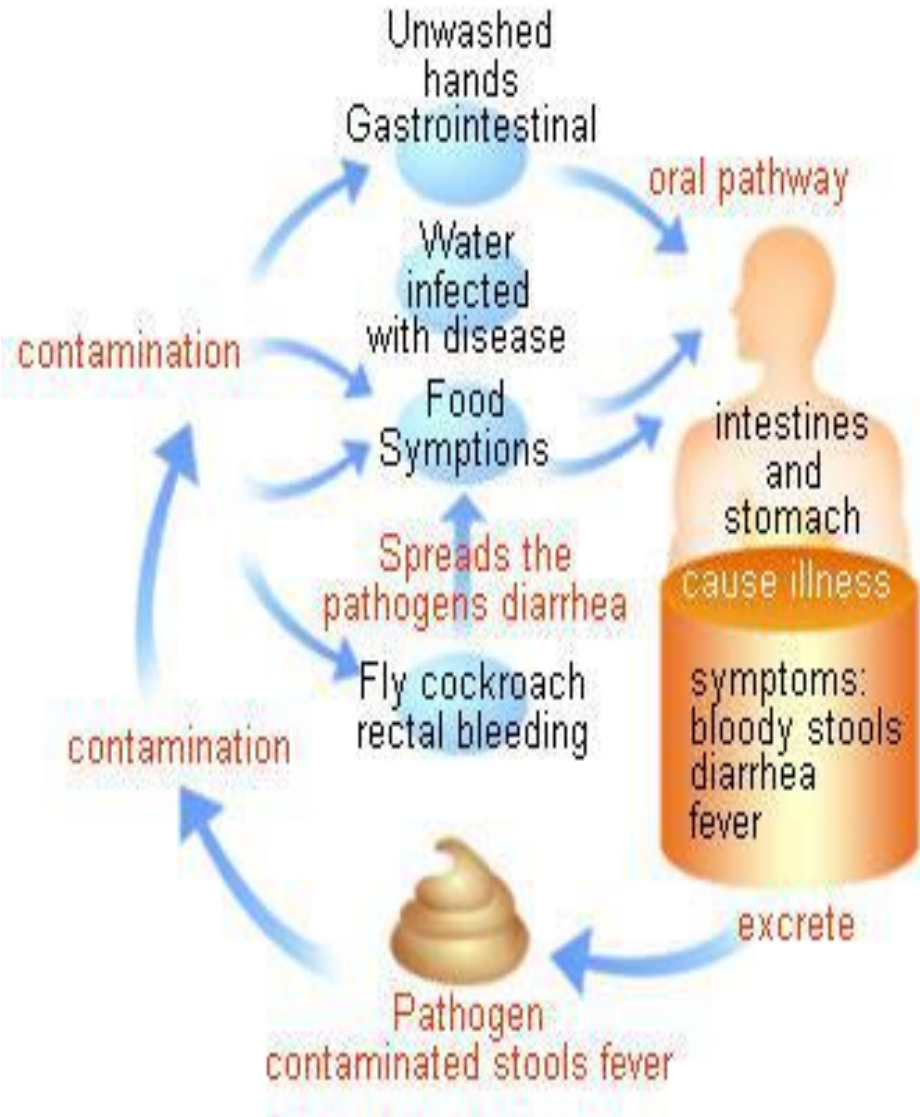 Unwashed
hands
Gastrointestinal
oral pathway
Water
infected
with disease
contamination
Food
Symptions
intestines
and
stomach
Spreads the
pathogens diarrhea
cause illness
Fly cockroach
rectal bleeding
symptoms:
bloody stools
diarrhea
fever
contamination
excrete
Pathogen
contaminated stools fever